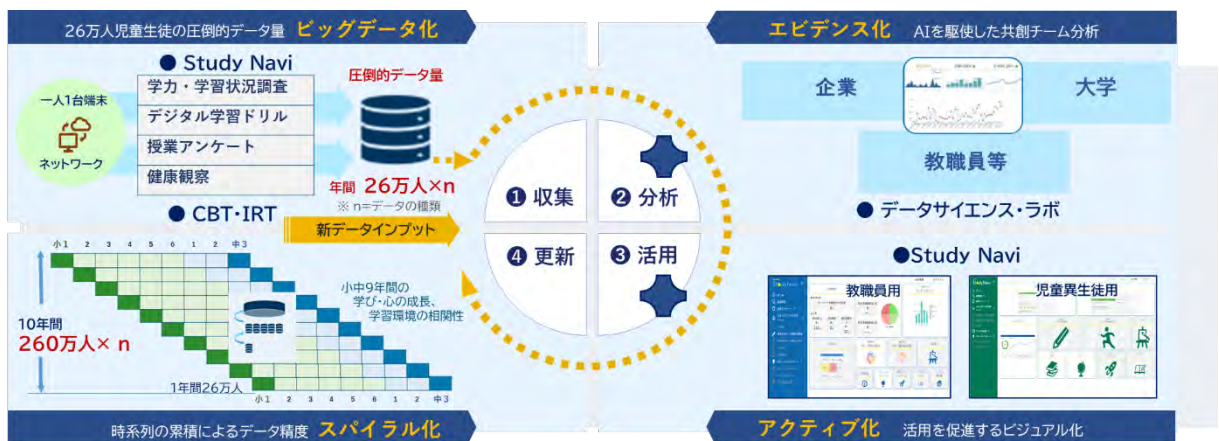 26万人児童生徒の圧倒的データ量 ビッグデータ化
● Study Navi
一人1台端末
ネットワーク
学力・学習状況調査
デジタル学習ドリル
授業アンケート
健康観察
圧倒的データ量
年間 26万人×n
※ n=データの種類
● CBT・IRT
新データインプット
小1 2 3 4 5 6 1 2 中3
10年間
260万人× n
小中9年間の
学び・心の成長、
学習環境の相関性
1年間26万人
小1 2 3 4 5 6 1 2 中3
時系列の累積によるデータ精度 スパイラル化
❶ 収集
❷ 分析
❹ 更新
❸ 活用
エビデンス化 AIを駆使した共創チーム分析
企業
大学
教職員等
● データサイエンス・ラボ
●Study Navi
教職員用
児童異生徒用
アクティブ化 活用を促進するビジュアル化